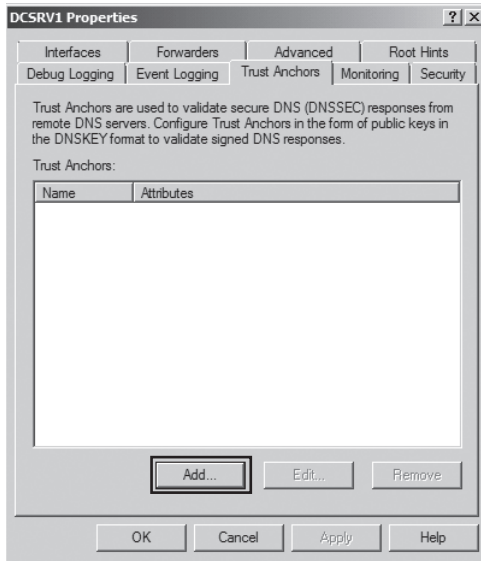 DCSRV1 Properties
Interfaces Forwarders Advanced Root Hints
Debug Logging Event Logging Trust Anchors Monitoring Security
Trust Anchors are used to validate secure DNS (DNSSEC) responses from
remote DNS servers. Configure Trust Anchors in the form of public keys in
the DNSKEY format to validate signed DNS responses.
Trust Anchors:
Name Attributes
Add... Edit... Remove
OK Cancel Apply Help